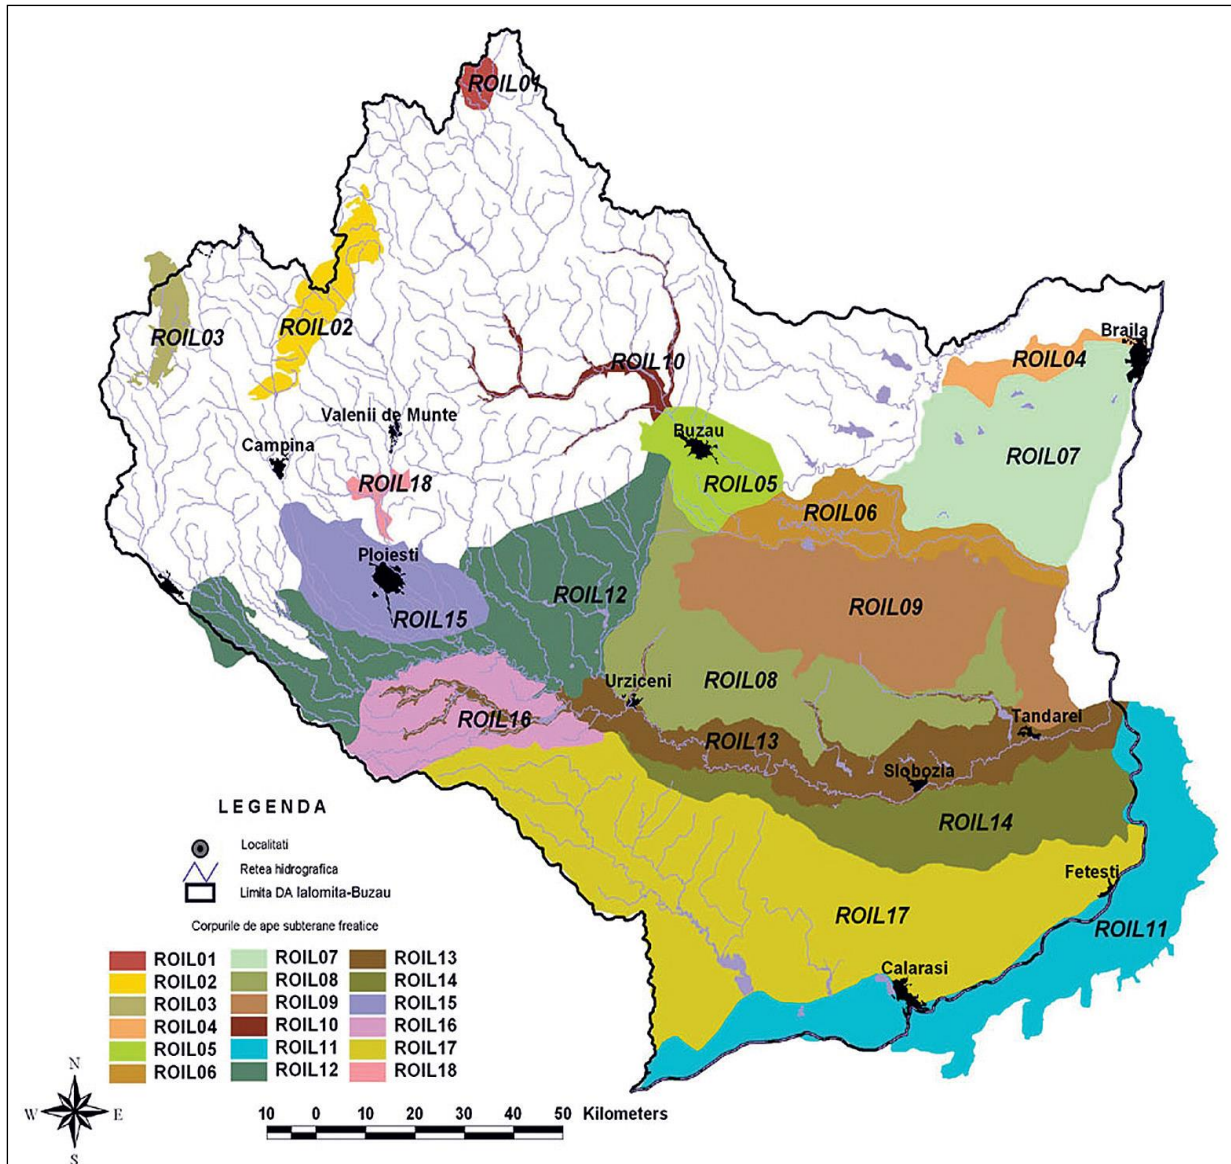 ROIL01
ROIL03
ROIL02
Braila
ROIL10
ROIL04
Valenii de Munte
Campina
Buzau
ROIL07
ROIL18
ROIL05
ROIL06
Ploiesti
ROIL12
ROIL09
ROIL15
Urziceni
ROIL08
ROIL16
Tandarei
ROIL13
Slobozia
ROIL14
Fetesti
ROIL17
ROIL11
Calarasi
LEGENDA
Localitati
Retea hidrografica
Limita DA Ialomita-Buzau
Corpurile de ape subterane freatice
ROIL01 ROIL07 ROIL13
ROIL02 ROIL08 ROIL14
ROIL03 ROIL09 ROIL15
ROIL04 ROIL10 ROIL16
ROIL05 ROIL11 ROIL17
ROIL06 ROIL12 ROIL18
N
W E
S
10 0 10 20 30 40 50 Kilometers